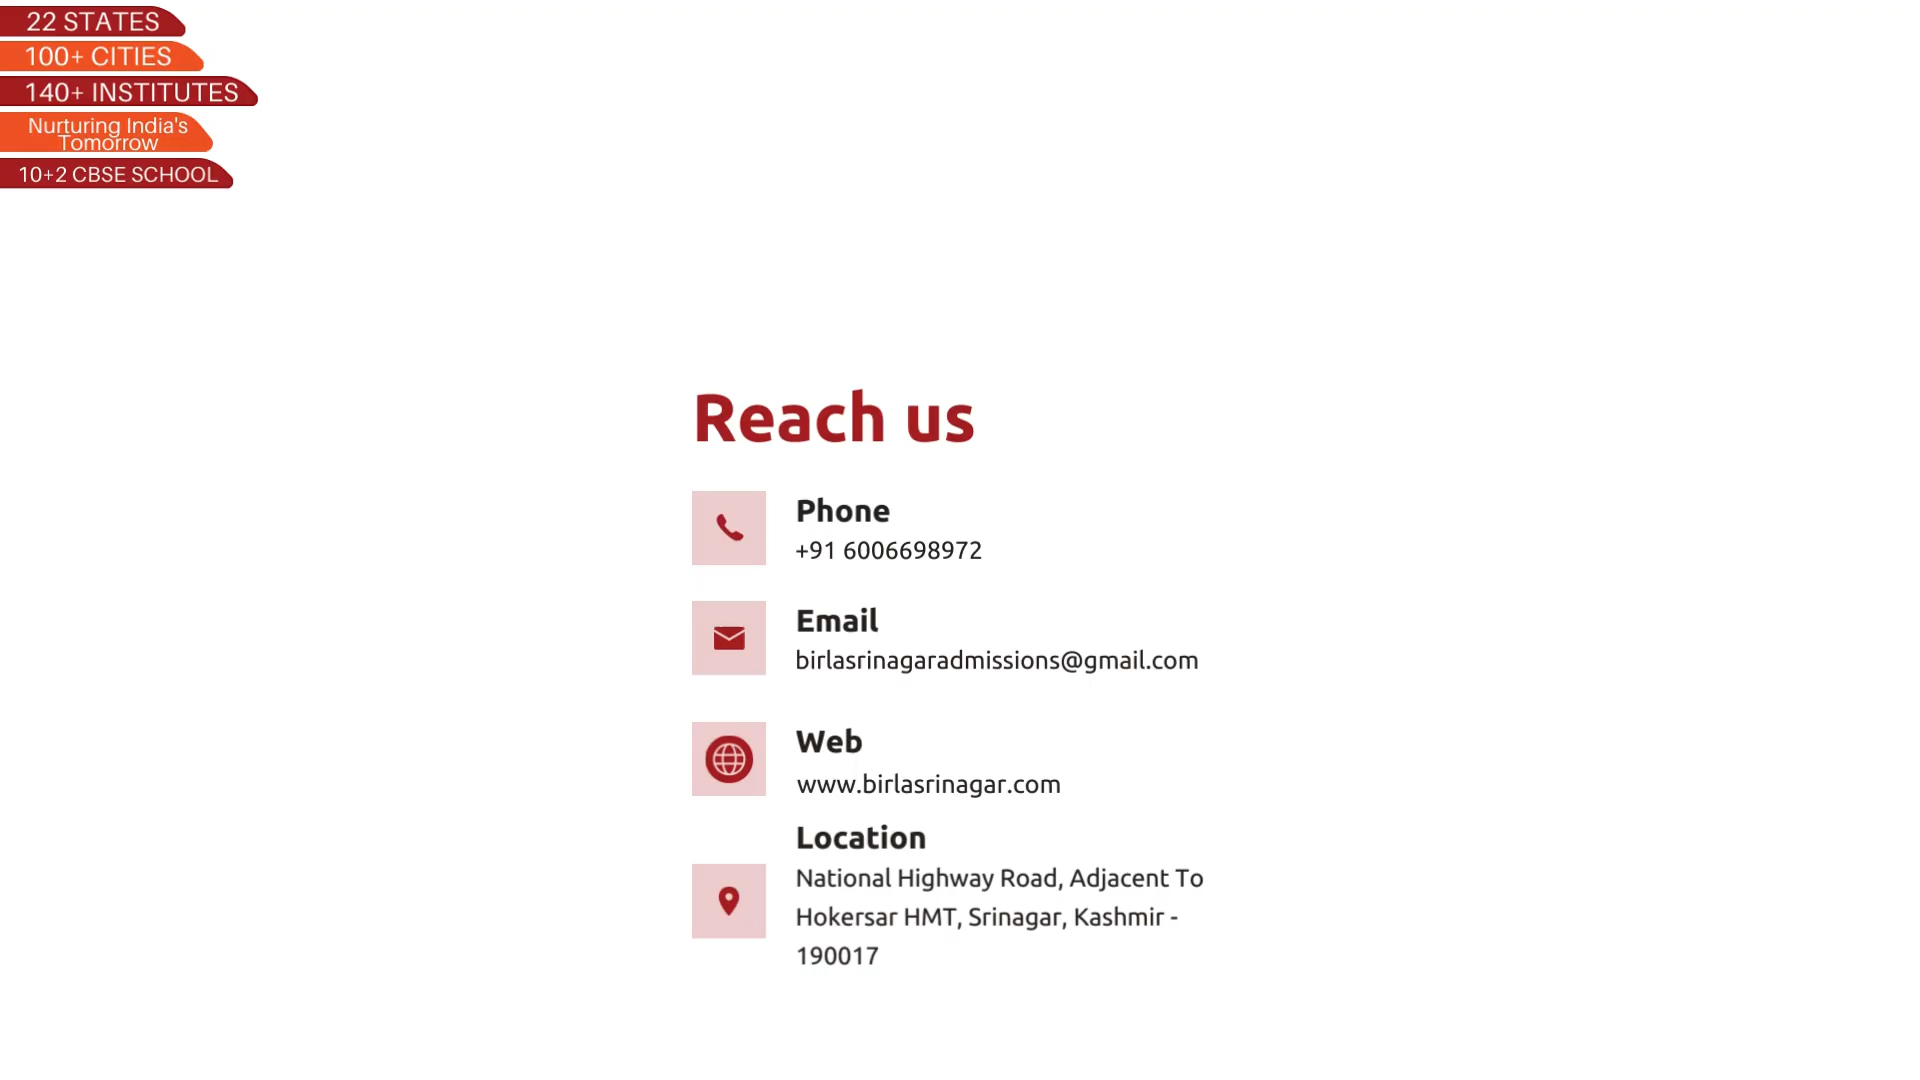 22 STATES
100+ CITIES
140+ INSTITUTES
Nurturing India's
Tomorrow
10+2 CBSE SCHOOL
Reach us
Phone
+91 6006698972
Email
birlasrinagaradmissions@gmail.com
Web
www.birlasrinagar.com
Location
National Highway Road, Adjacent To
Hokersar HMT, Srinagar, Kashmir -
190017